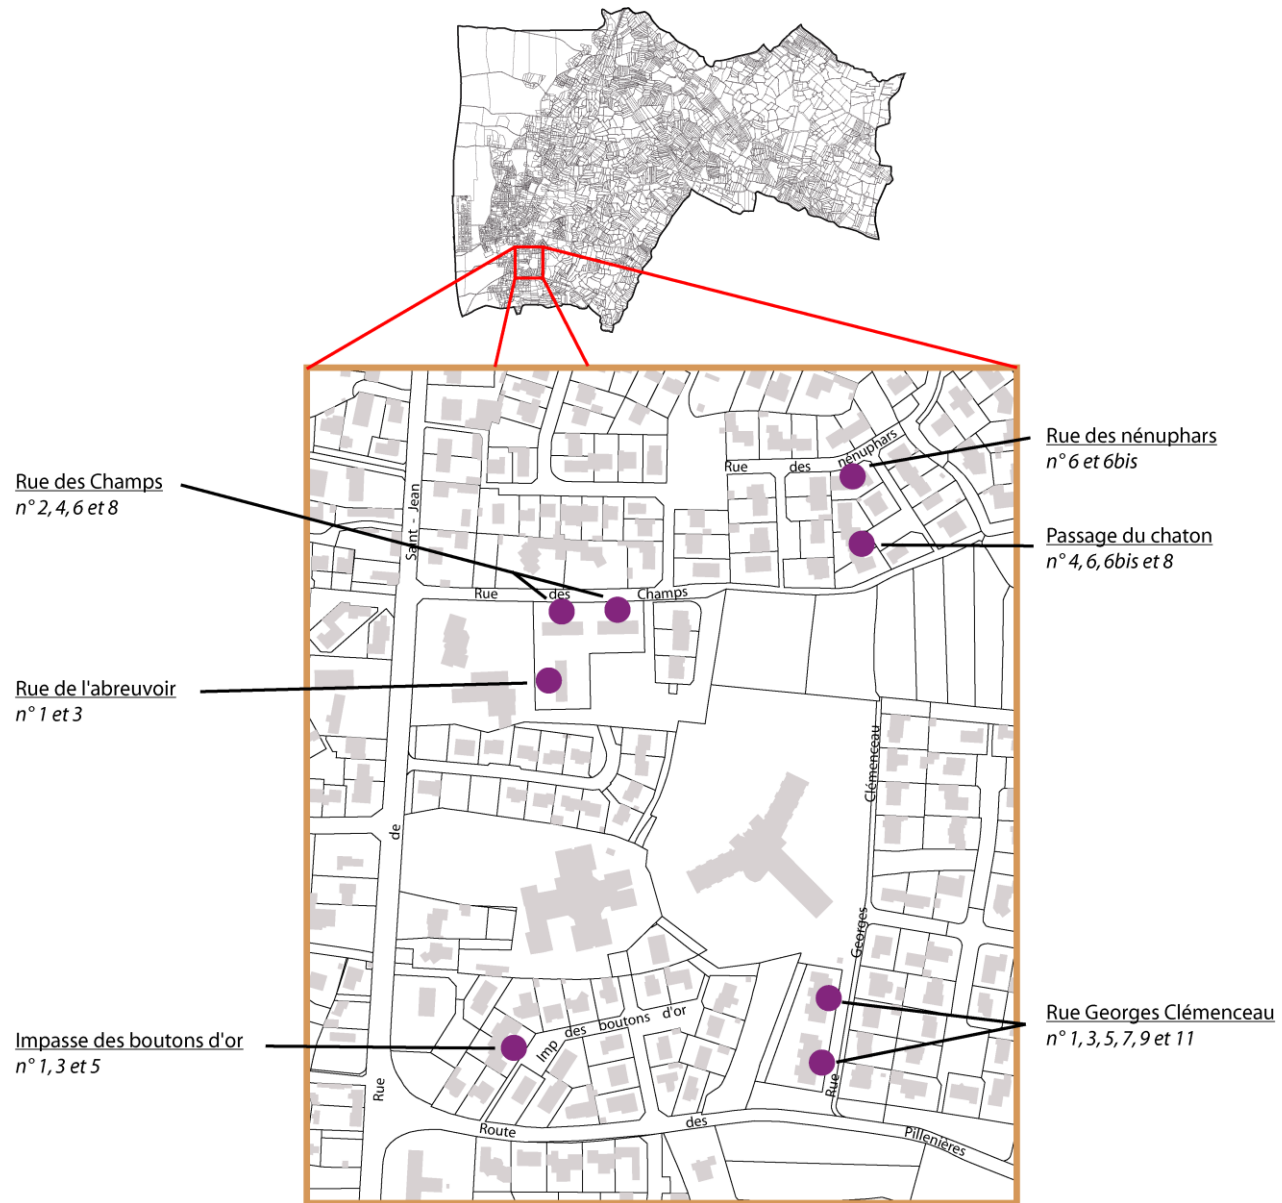 Rue des nénuphars
n° 6 et 6bis
Rue des nénuphars
Rue des Champs
n° 2, 4, 6 et 8
Saint - Jean
Passage du chaton
n° 4, 6, 6bis et 8
Rue des Champs
Rue de l'abreuvoir
n° 1 et 3
Clémenceau
de
Georges
Rue Georges Clémenceau
n° 1, 3, 5, 7, 9 et 11
Impasse des boutons d'or
n° 1, 3 et 5
Imp des boutons d'or
Rue
Rue
Route des Pillenières